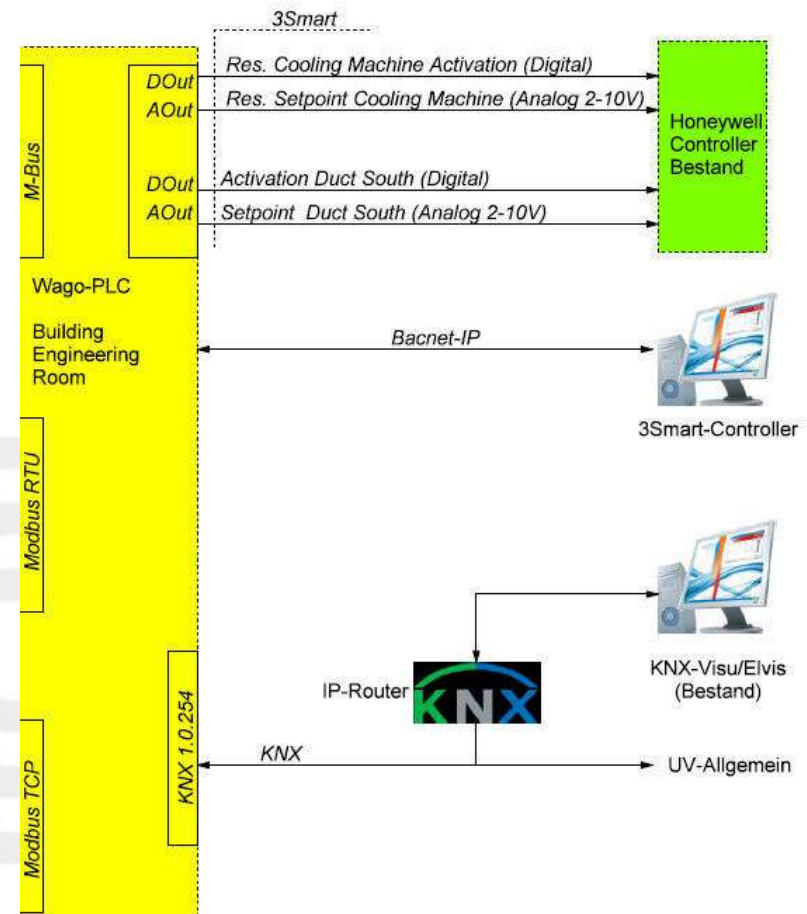 3Smart
DOut
Res. Cooling Machine Activation (Digital)
AOut
Res. Setpoint Cooling Machine (Analog 2-10V)
Honeywell
Controller
Bestand
M-Bus
DOut
Activation Duct South (Digital)
AOut
Setpoint Duct South (Analog 2-10V)
Wago-PLC
Building
Engineering
Room
Bacnet-IP
3Smart-Controller
Modbus RTU
KNX-Visu/Elvis
(Bestand)
IP-Router
KNX
KNX 1.0.254
KNX
UV-Allgemein
Modbus TCP